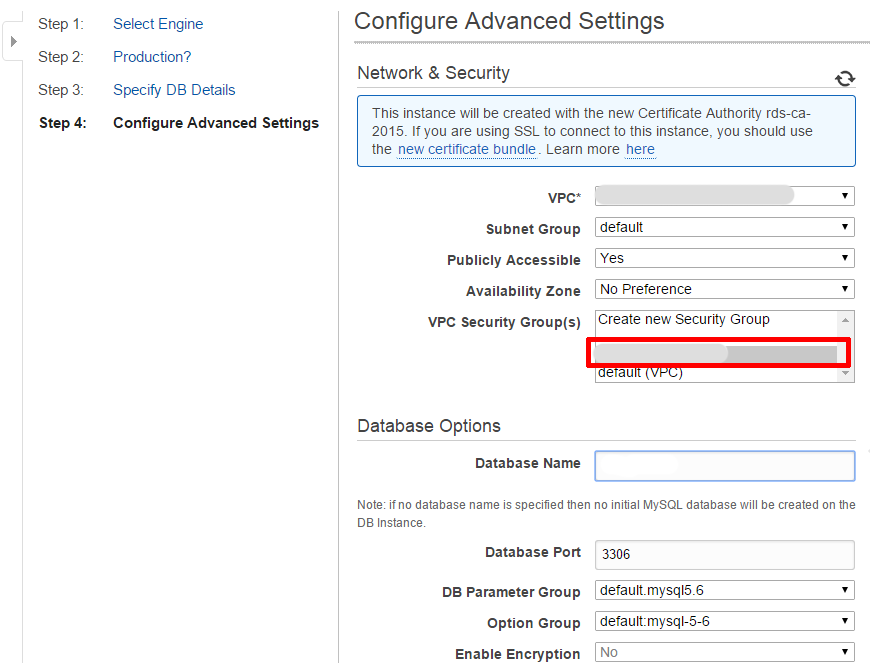 Step 1: Select Engine
Step 2: Production?
Step 3: Specify DB Details
Step 4: Configure Advanced Settings
Configure Advanced Settings
Network & Security
This instance will be created with the new Certificate Authority rds-ca-
2015. If you are using SSL to connect to this instance, you should use
the new certificate bundle. Learn more here
VPC*
Subnet Group default
Publicly Accessible Yes
Availability Zone No Preference
VPC Security Group(s) Create new Security Group
default (VPC)
Database Options
Database Name
Note: if no database name is specified then no initial MySQL database will be created on the
DB Instance.
Database Port 3306
DB Parameter Group default.mysql5.6
Option Group default:mysql-5-6
Enable Encryption No